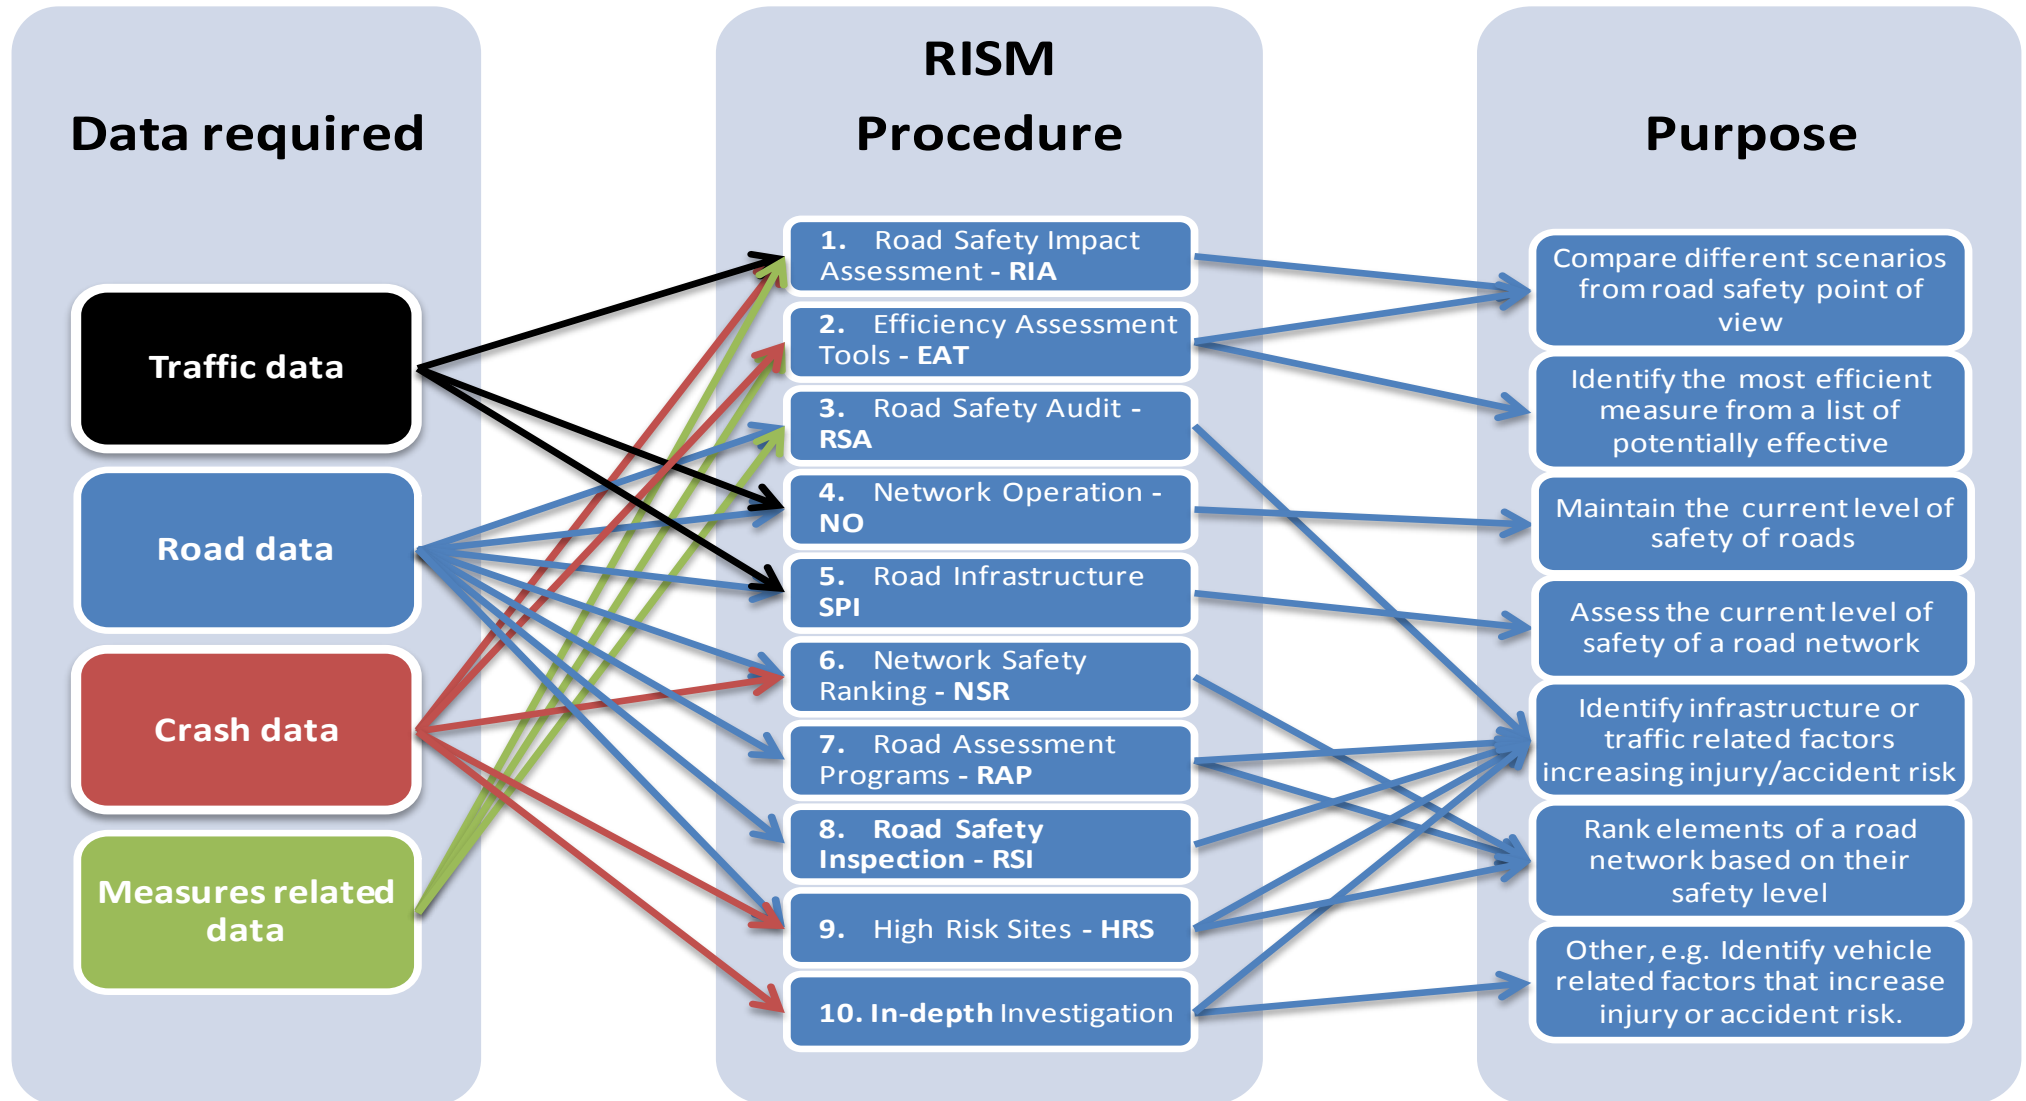 Data required
Traffic data
Road data
Crash data
Measures related
data
RISM
Procedure
1. Road Safety Impact
Assessment - RIA
2. Efficiency Assessment
Tools - EAT
3. Road Safety Audit -
RSA
4. Network Operation -
NO
5. Road Infrastructure
SPI
6. Network Safety
Ranking - NSR
7. Road Assessment
Programs - RAP
8. Road Safety
Inspection - RSI
9. High Risk Sites - HRS
10. In-depth Investigation
Purpose
Compare different scenarios
from road safety point of
view
Identify the most efficient
measure from a list of
potentially effective
Maintain the current level of
safety of roads
Assess the current level of
safety of a road network
Identify infrastructure or
traffic related factors
increasing injury/accident risk
Rank elements of a road
network based on their
safety level
Other, e.g. Identify vehicle
related factors that increase
injury or accident risk.